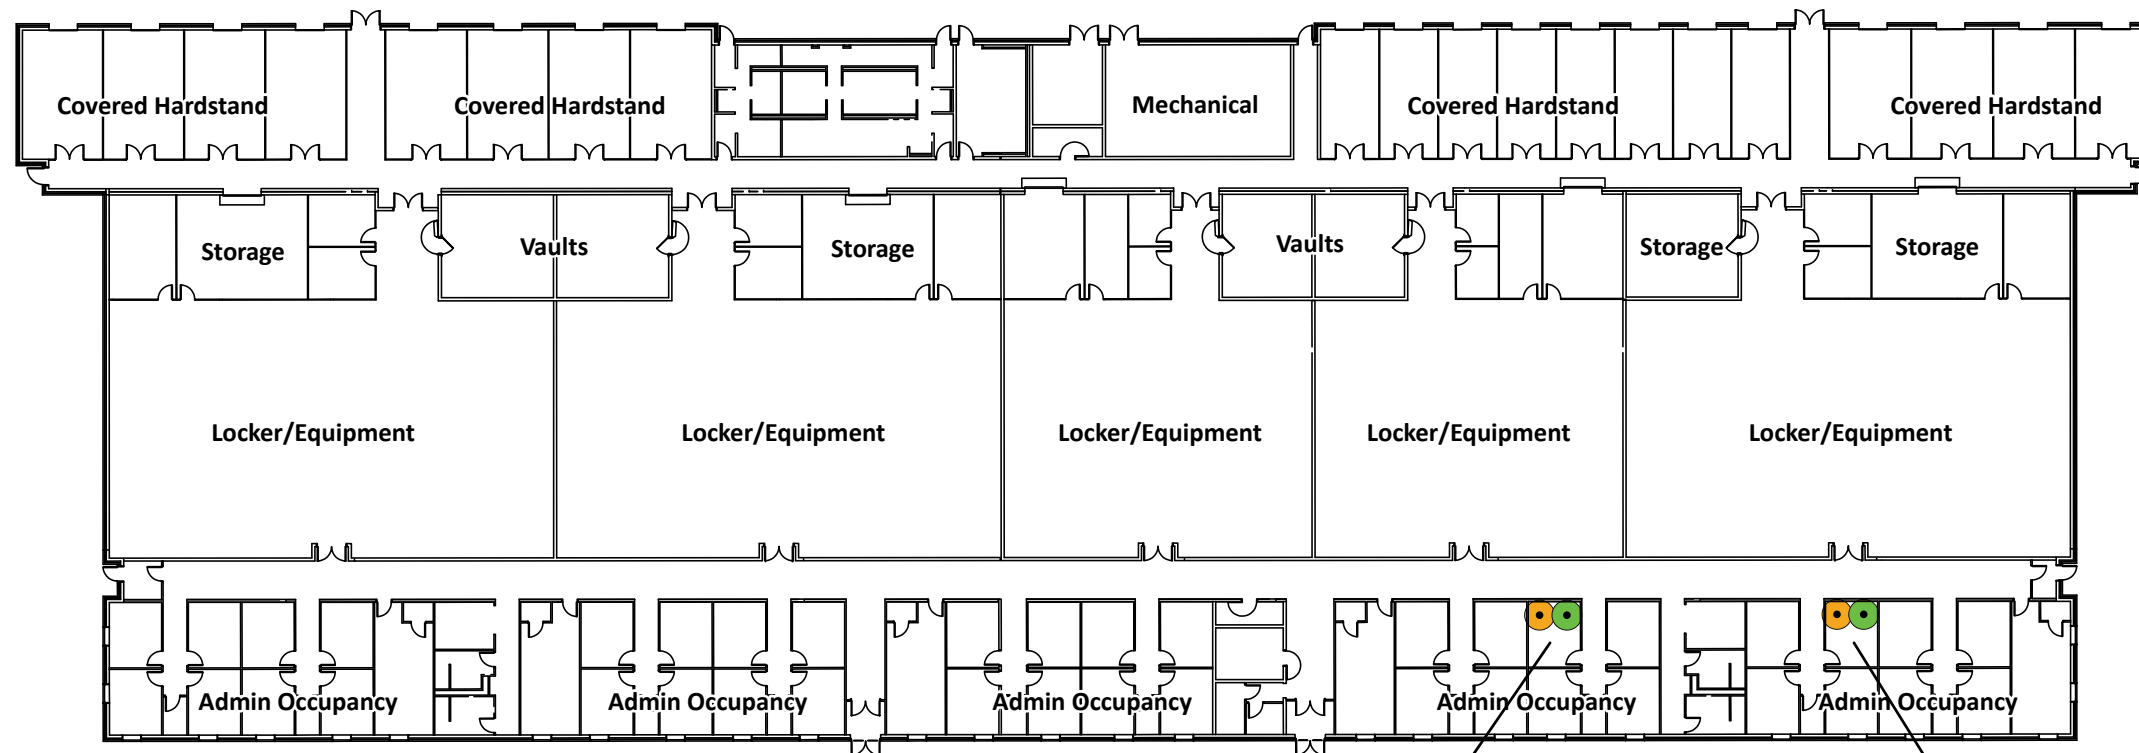 Covered Hardstand
Covered Hardstand
Mechanical
Covered Hardstand
Covered Hardstand
Storage
Vaults
Storage
Vaults
Storage
Storage
Locker/Equipment
Locker/Equipment
Locker/Equipment
Locker/Equipment
Locker/Equipment
Admin Occupancy
Admin Occupancy
Admin Occupancy
Admin Occupancy
Admin Occupancy